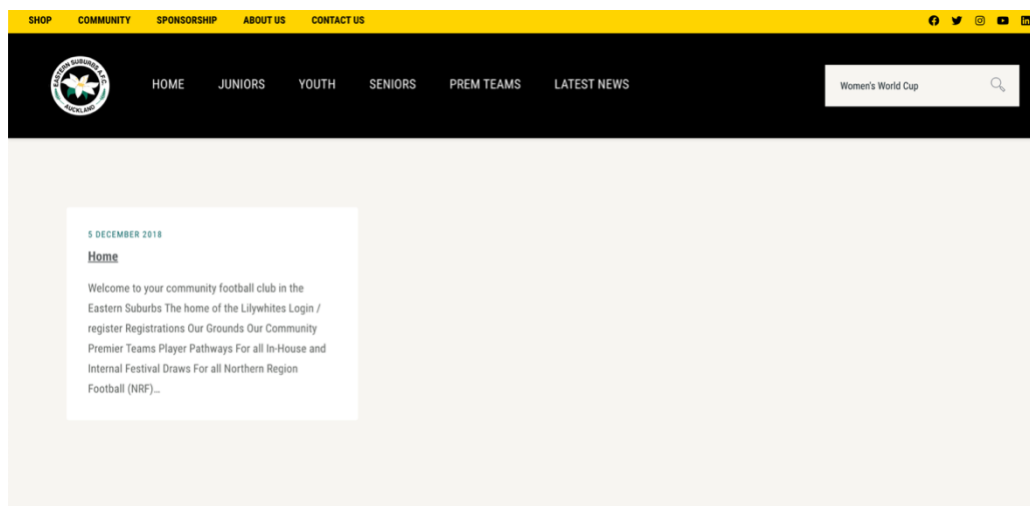 SHOP COMMUNITY SPONSORSHIP ABOUT US CONTACT US
EASTERN SUBURBS A.F.C.
AUCKLAND
HOME JUNIORS YOUTH SENIORS PREM TEAMS LATEST NEWS
Women's World Cup
5 DECEMBER 2018
Home
Welcome to your community football club in the
Eastern Suburbs The home of the Lilywhites Login /
register Registrations Our Grounds Our Community
Premier Teams Player Pathways For all In-House and
Internal Festival Draws For all Northern Region
Football (NRF)...